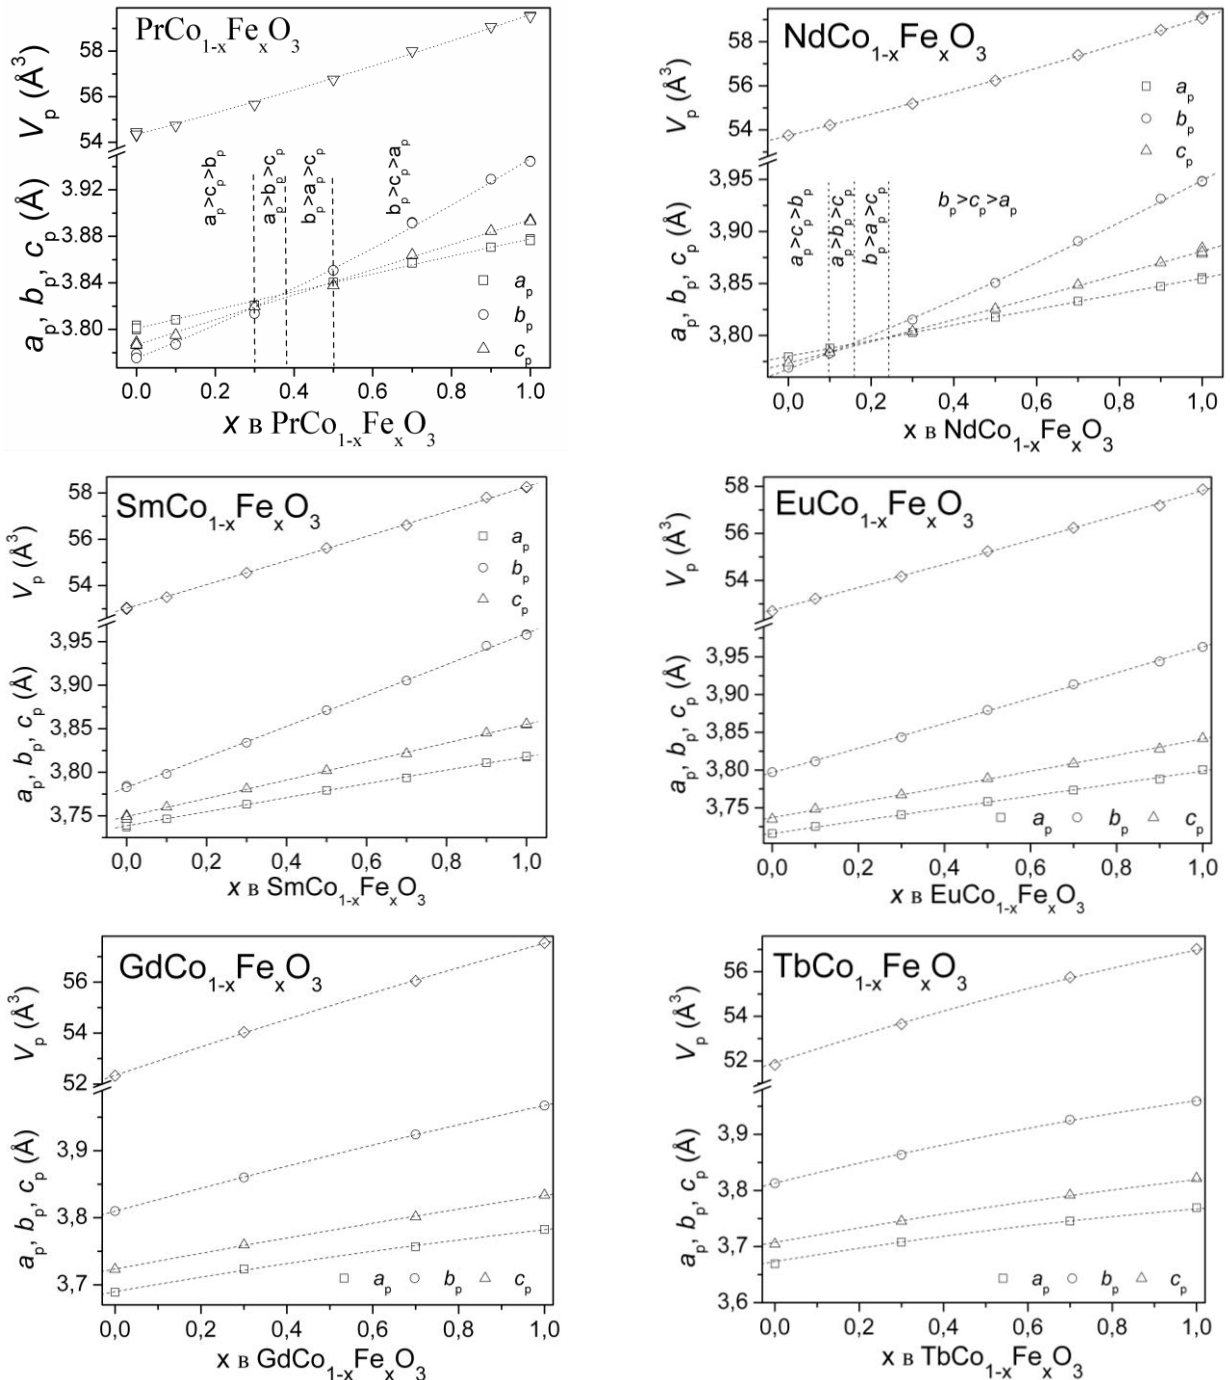 PrCo1-xFexO3
Vp (Å3)
58
56
54
ap, bp, cp (Å)
3.92
3.88
3.84
3.80
ap>cp>bp
ap>bp>cp
bp>ap>cp
bp>cp>ap
ap
bp
cp
0.0 0.2 0.4 0.6 0.8 1.0
x в PrCo1-xFexO3
NdCo1-xFexO3
Vp (Å3)
58
56
54
ap, bp, cp (Å)
3,95
3,90
3,85
3,80
ap
bp
cp
ap>cp>bp
ap>bp>cp
bp>ap>cp
bp>cp>ap
0,0 0,2 0,4 0,6 0,8 1,0
x в NdCo1-xFexO3
SmCo1-xFexO3
Vp (Å3)
58
57
55
54
53
ap, bp, cp (Å)
3,95
3,90
3,85
3,80
3,75
ap
bp
cp
0,0 0,2 0,4 0,6 0,8 1,0
x в SmCo1-xFexO3
EuCo1-xFexO3
Vp (Å3)
58
56
54
ap, bp, cp (Å)
3,95
3,90
3,85
3,80
3,75
ap bp cp
0,0 0,2 0,4 0,6 0,8 1,0
x в EuCo1-xFexO3
GdCo1-xFexO3
Vp (Å3)
56
54
52
ap, bp, cp (Å)
3,9
3,8
3,7
ap bp cp
0,0 0,2 0,4 0,6 0,8 1,0
x в GdCo1-xFexO3
TbCo1-xFexO3
Vp (Å3)
56
54
52
ap, bp, cp (Å)
3,9
3,8
3,7
3,6
ap bp cp
0,0 0,2 0,4 0,6 0,8 1,0
x в TbCo1-xFexO3